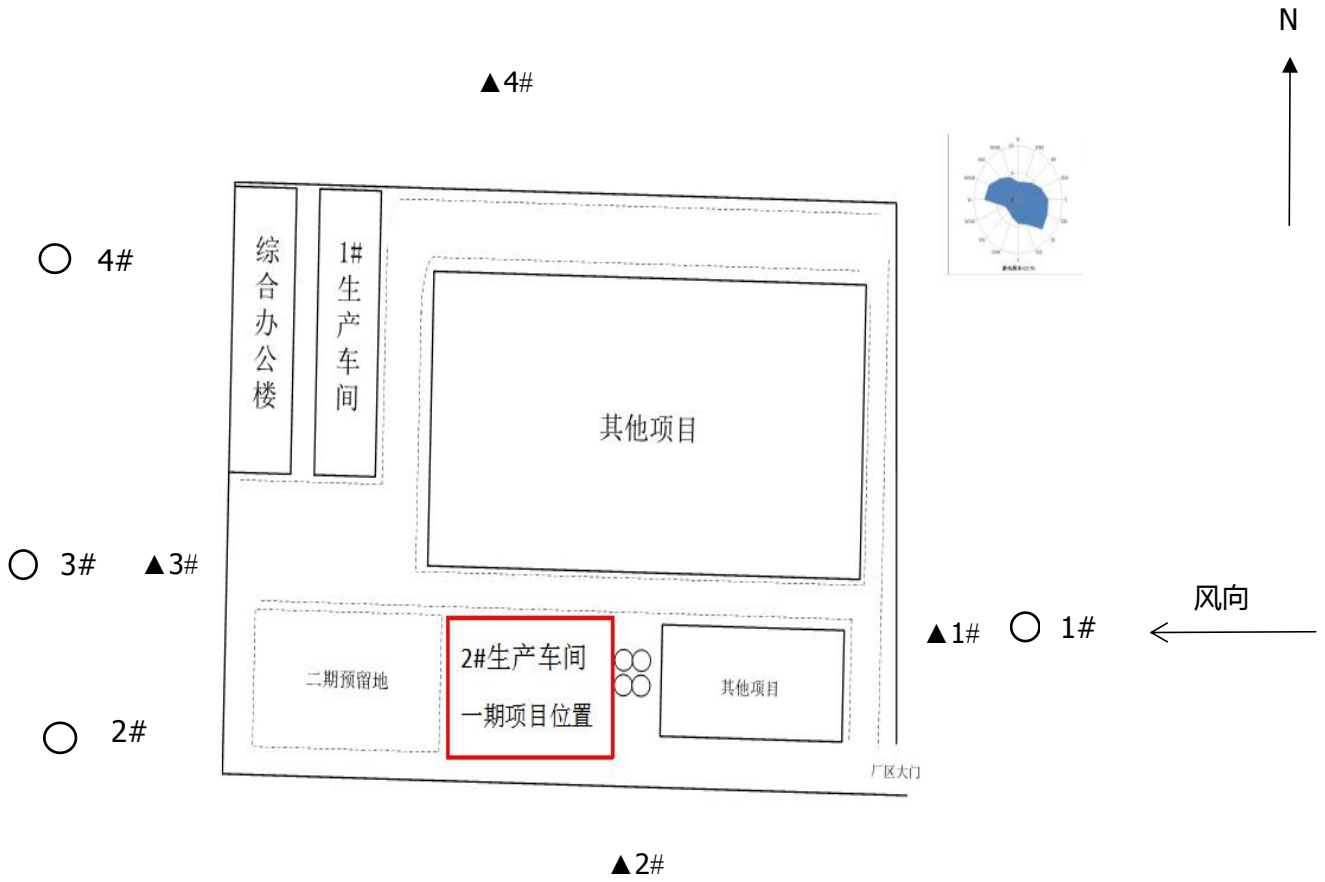 N
▲4#
综合办公楼
1#生产车间
○ 4#
其他项目
○ 3#
▲3#
风向
▲1#
○ 1#
二期预留地
2#生产车间
一期项目位置
其他项目
○ 2#
厂区大门
▲2#